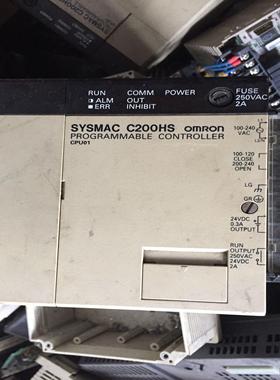 RUN COMM POWER
ALM OUT
ERR INHIBIT
FUSE
250VAC
2A
SYSMAC C200HS OMRON
PROGRAMMABLE CONTROLLER
CPU01
100-240
VAC
100-120
CLOSE
200-240
OPEN
LG
GR
24VDC
0.3A
OUTPUT
RUN
OUTPUT
250VAC
24VDC
2A